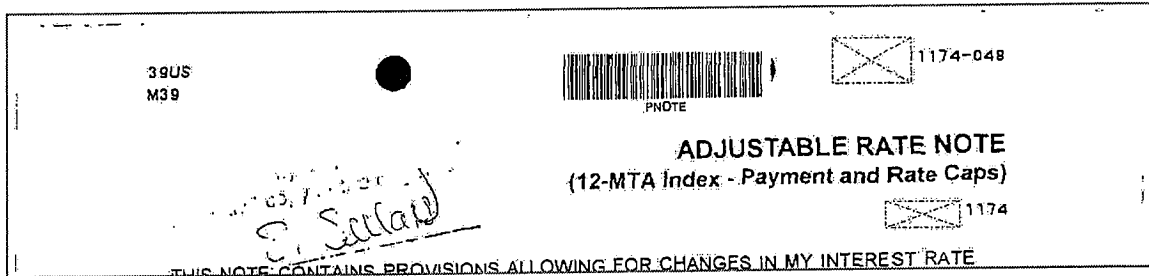 39US
M39
PNOTE
1174-048
ADJUSTABLE RATE NOTE
(12-MTA Index - Payment and Rate Caps)
1174
THIS NOTE CONTAINS PROVISIONS ALLOWING FOR CHANGES IN MY INTEREST RATE